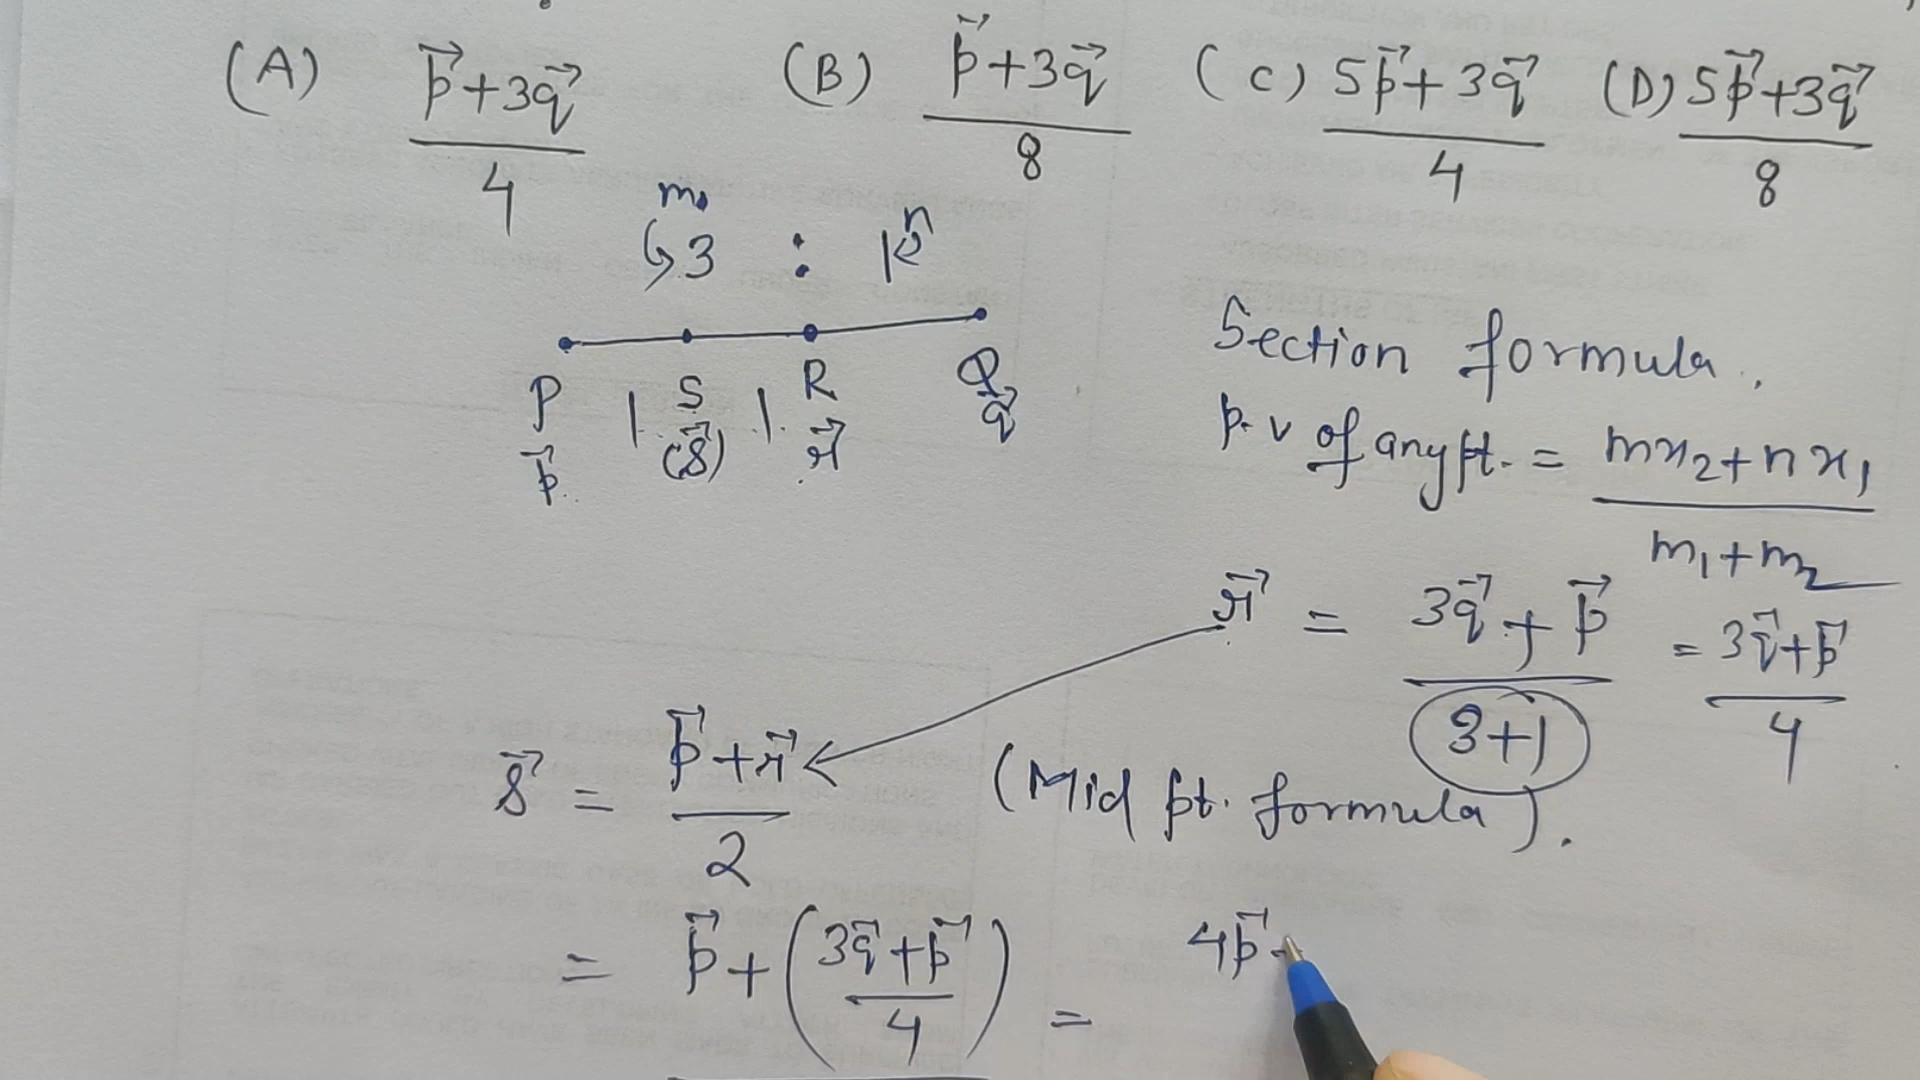 (A) p⃗+3q⃗/4 (B) p⃗+3q⃗/8 (C) 5p⃗+3q⃗/4 (D) 5p⃗+3q⃗/8
m n
3 : 1
P S R Q
p⃗ (s⃗) r⃗ q⃗
Section formula.
p.v of any pt. = mx₂+nx₁/m₁+m₂
r⃗ = 3q⃗+p⃗/3+1 = 3q⃗+p⃗/4
s⃗ = p⃗+r⃗/2 (Mid pt. formula).
= p⃗+(3q⃗+p⃗/4) = 4p⃗